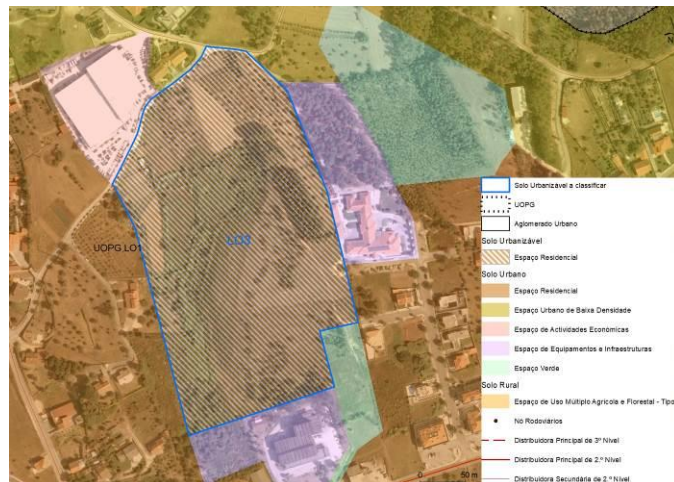 UOPG LO1
LO3
Solo Urbanizável a classificar
UOPG
Aglomerado Urbano
Solo Urbanizável
Espaço Residencial
Solo Urbano
Espaço Residencial
Espaço Urbano de Baixa Densidade
Espaço de Actividades Económicas
Espaço de Equipamentos e Infraestruturas
Espaço Verde
Solo Rural
Espaço de Uso Múltiplo Agrícola e Florestal - Tipo
Nó Rodoviários
Distribuidora Principal de 3º Nível
Distribuidora Principal de 2.º Nível
Distribuidora Secundária de 2.º Nível
0 50 m